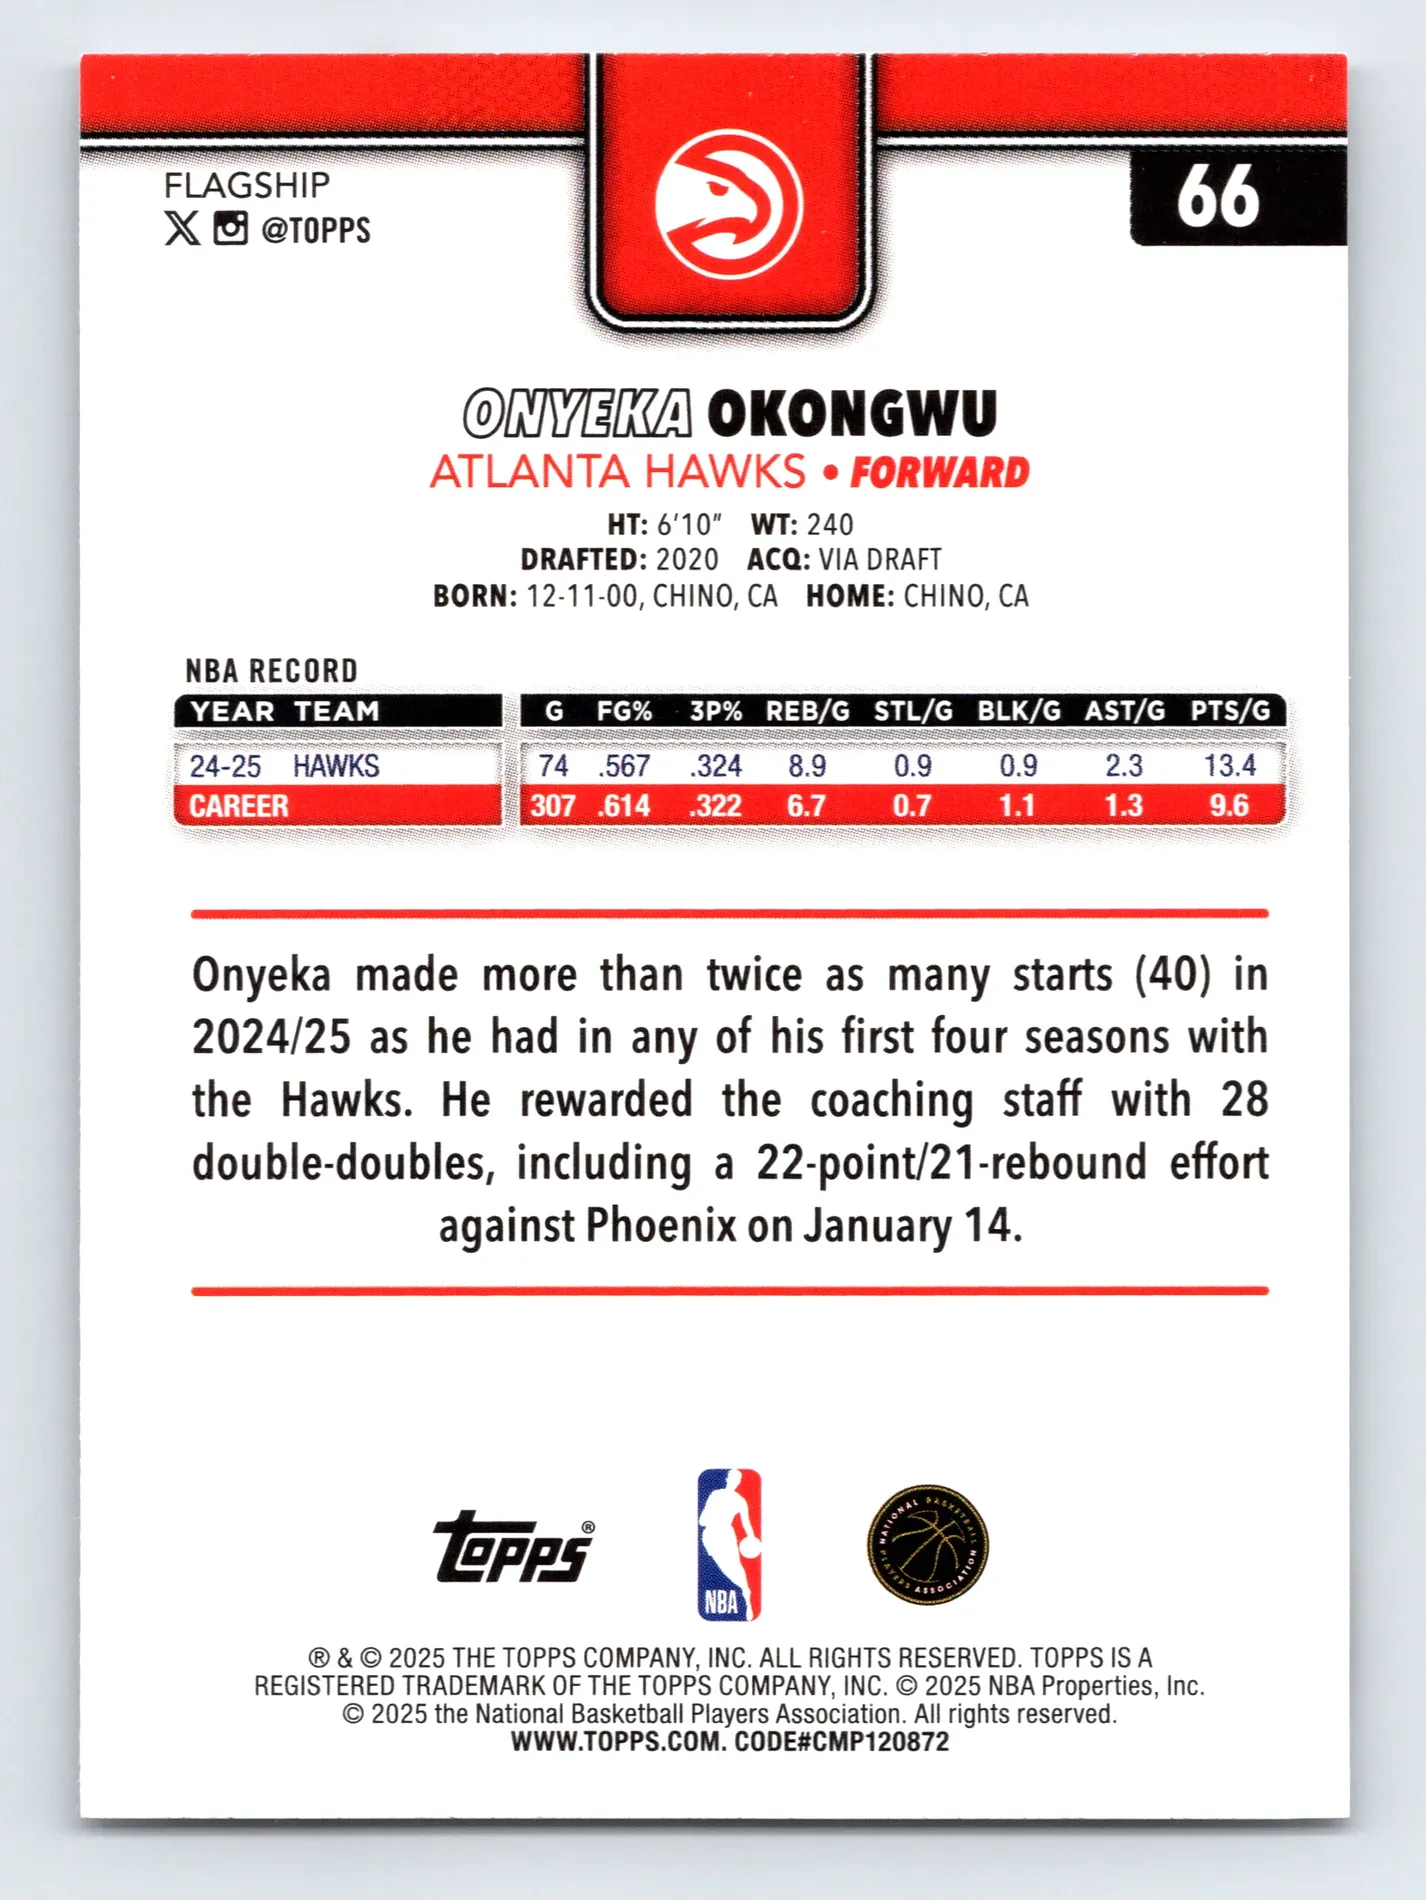 FLAGSHIP
66
@TOPPS
ONYEKA OKONGWU
ATLANTA HAWKS • FORWARD
HT: 6'10" WT: 240
DRAFTED: 2020 ACQ: VIA DRAFT
BORN: 12-11-00, CHINO, CA HOME: CHINO, CA
NBA RECORD
YEAR TEAM G FG% 3P% REB/G STL/G BLK/G AST/G PTS/G
24-25 HAWKS 74 .567 .324 8.9 0.9 0.9 2.3 13.4
CAREER 307 .614 .322 6.7 0.7 1.1 1.3 9.6
Onyeka made more than twice as many starts (40) in
2024/25 as he had in any of his first four seasons with
the Hawks. He rewarded the coaching staff with 28
double-doubles, including a 22-point/21-rebound effort
against Phoenix on January 14.
Topps®
NBA
NATIONAL BASKETBALL PLAYERS ASSOCIATION
® & © 2025 THE TOPPS COMPANY, INC. ALL RIGHTS RESERVED. TOPPS IS A
REGISTERED TRADEMARK OF THE TOPPS COMPANY, INC. © 2025 NBA Properties, Inc.
© 2025 the National Basketball Players Association. All rights reserved.
WWW.TOPPS.COM. CODE#CMP120872